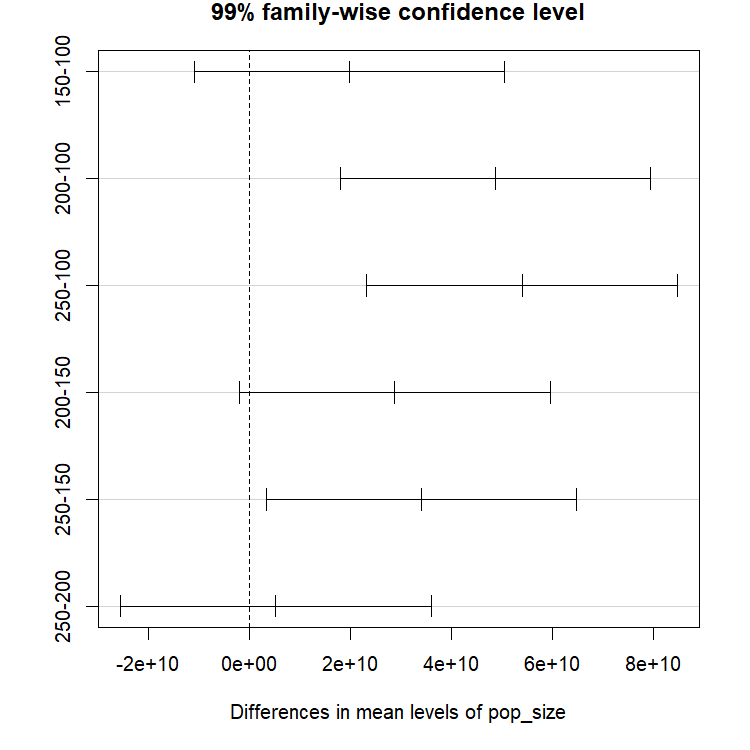 99% family-wise confidence level
150-100
200-100
250-100
200-150
250-150
250-200
-2e+10 0e+00 2e+10 4e+10 6e+10 8e+10
Differences in mean levels of pop_size